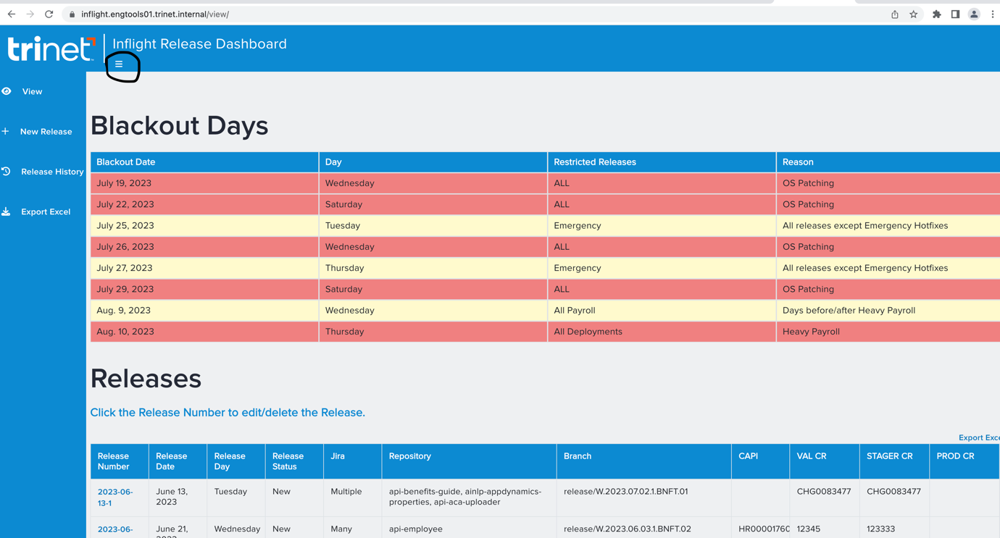 inflight.engtools01.trinet.internal/view/
trinet
Inflight Release Dashboard
View
New Release
Release History
Export Excel
Blackout Days
Blackout Date Day Restricted Releases Reason
July 19, 2023 Wednesday ALL OS Patching
July 22, 2023 Saturday ALL OS Patching
July 25, 2023 Tuesday Emergency All releases except Emergency Hotfixes
July 26, 2023 Wednesday ALL OS Patching
July 27, 2023 Thursday Emergency All releases except Emergency Hotfixes
July 29, 2023 Saturday ALL OS Patching
Aug. 9, 2023 Wednesday All Payroll Days before/after Heavy Payroll
Aug. 10, 2023 Thursday All Deployments Heavy Payroll
Releases
Click the Release Number to edit/delete the Release.
Export Exce
Release Release Release Release Jira Repository Branch CAPI VAL CR STAGER CR PROD CR
Number Date Day Status
2023-06- June 13, Tuesday New Multiple api-benefits-guide, ainlp-appdynamics- release/W.2023.07.02.1.BNFT.01 CHG0083477 CHG0083477
13-1 2023 properties, api-aca-uploader
2023-06- June 21, Wednesday New Many api-employee release/W.2023.06.03.1.BNFT.02 HR00001760 12345 123333